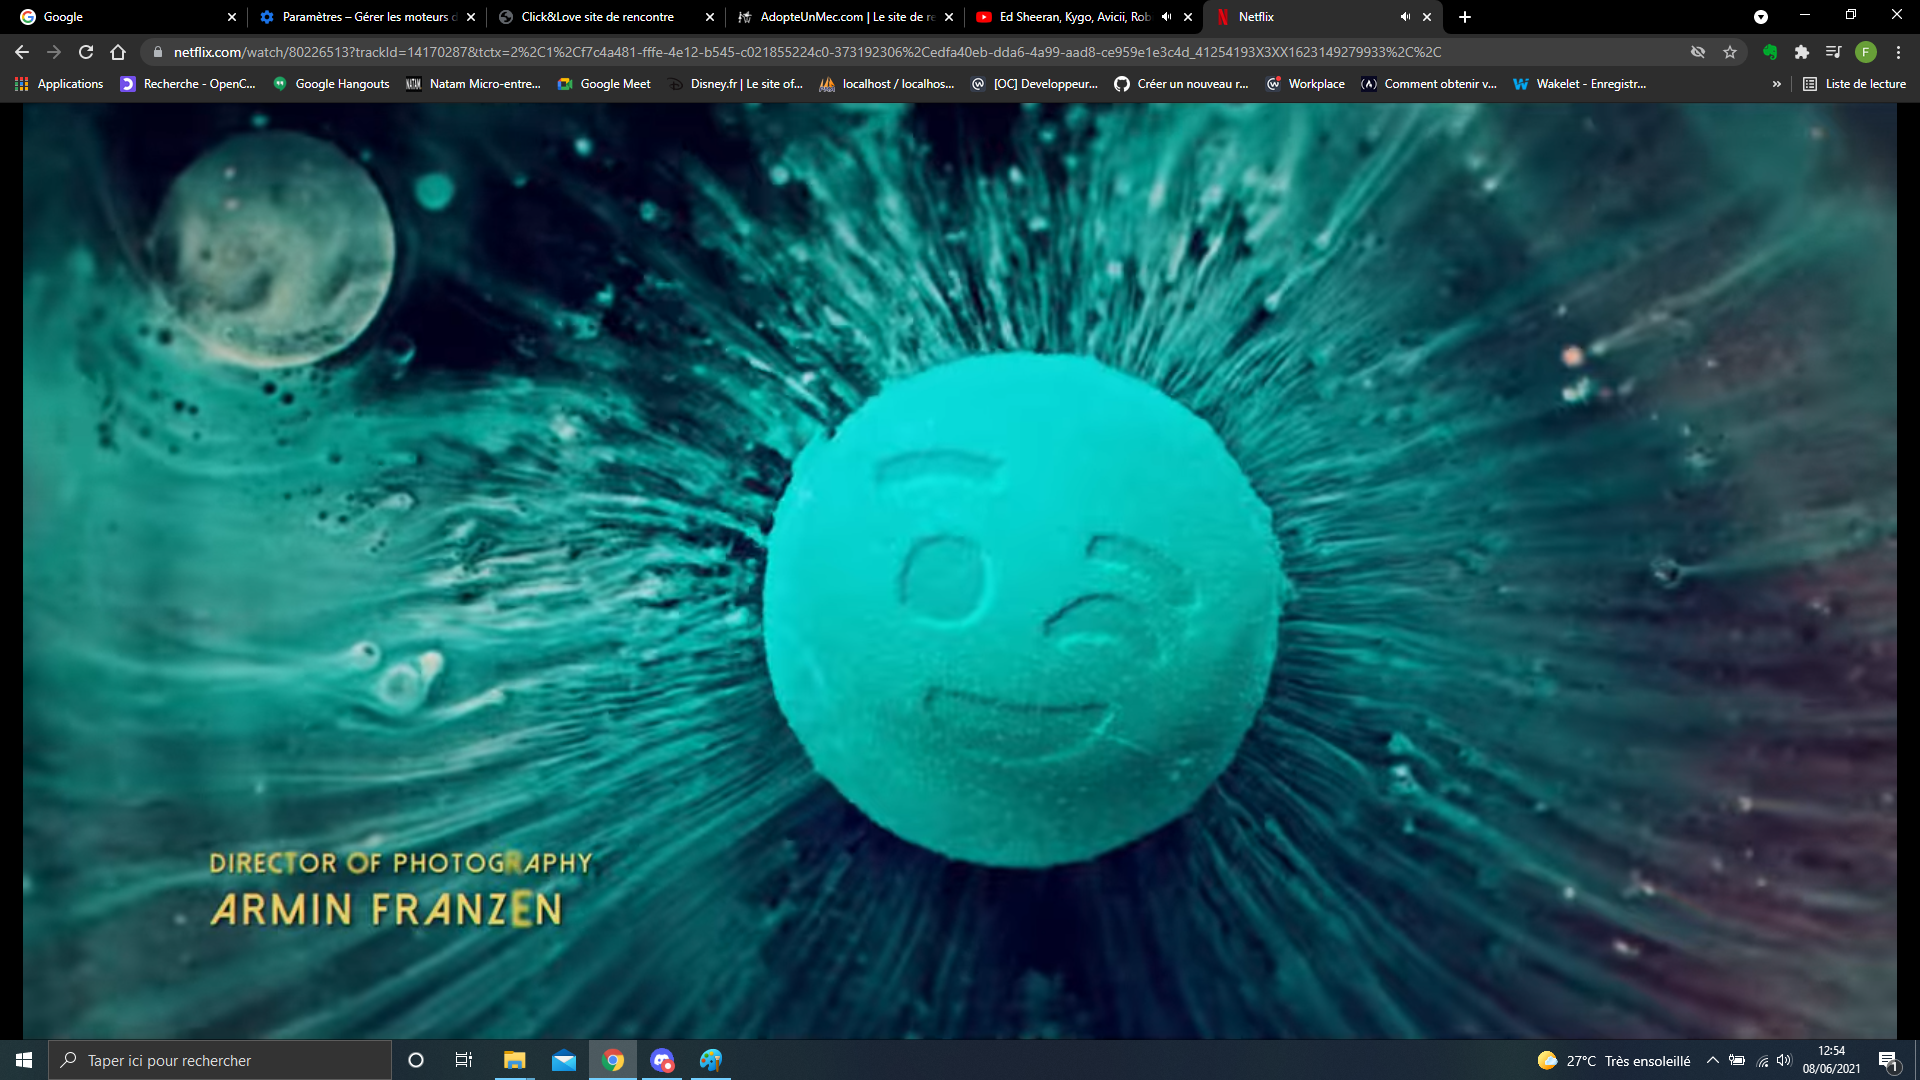 Google
Paramètres – Gérer les moteurs d
Click&Love site de rencontre
AdopteUnMec.com | Le site de re
Ed Sheeran, Kygo, Avicii, Rob
Netflix
netflix.com/watch/80226513?trackId=14170287&tctx=2%2C1%2Cf7c4a481-fffe-4e12-b545-c021855224c0-373192306%2Cedfa40eb-dda6-4a99-aad8-ce959e1e3c4d_41254193X3XX1623149279933%2C%2C
F
Applications
Recherche - OpenC...
Google Hangouts
Natam Micro-entre...
Google Meet
Disney.fr | Le site of...
localhost / localhos...
[OC] Developpeur...
Créer un nouveau r...
Workplace
Comment obtenir v...
Wakelet - Enregistr...
»
Liste de lecture
DIRECTOR OF PHOTOGRAPHY
ARMIN FRANZEN
Taper ici pour rechercher
27°C Très ensoleillé
12:54
08/06/2021
1